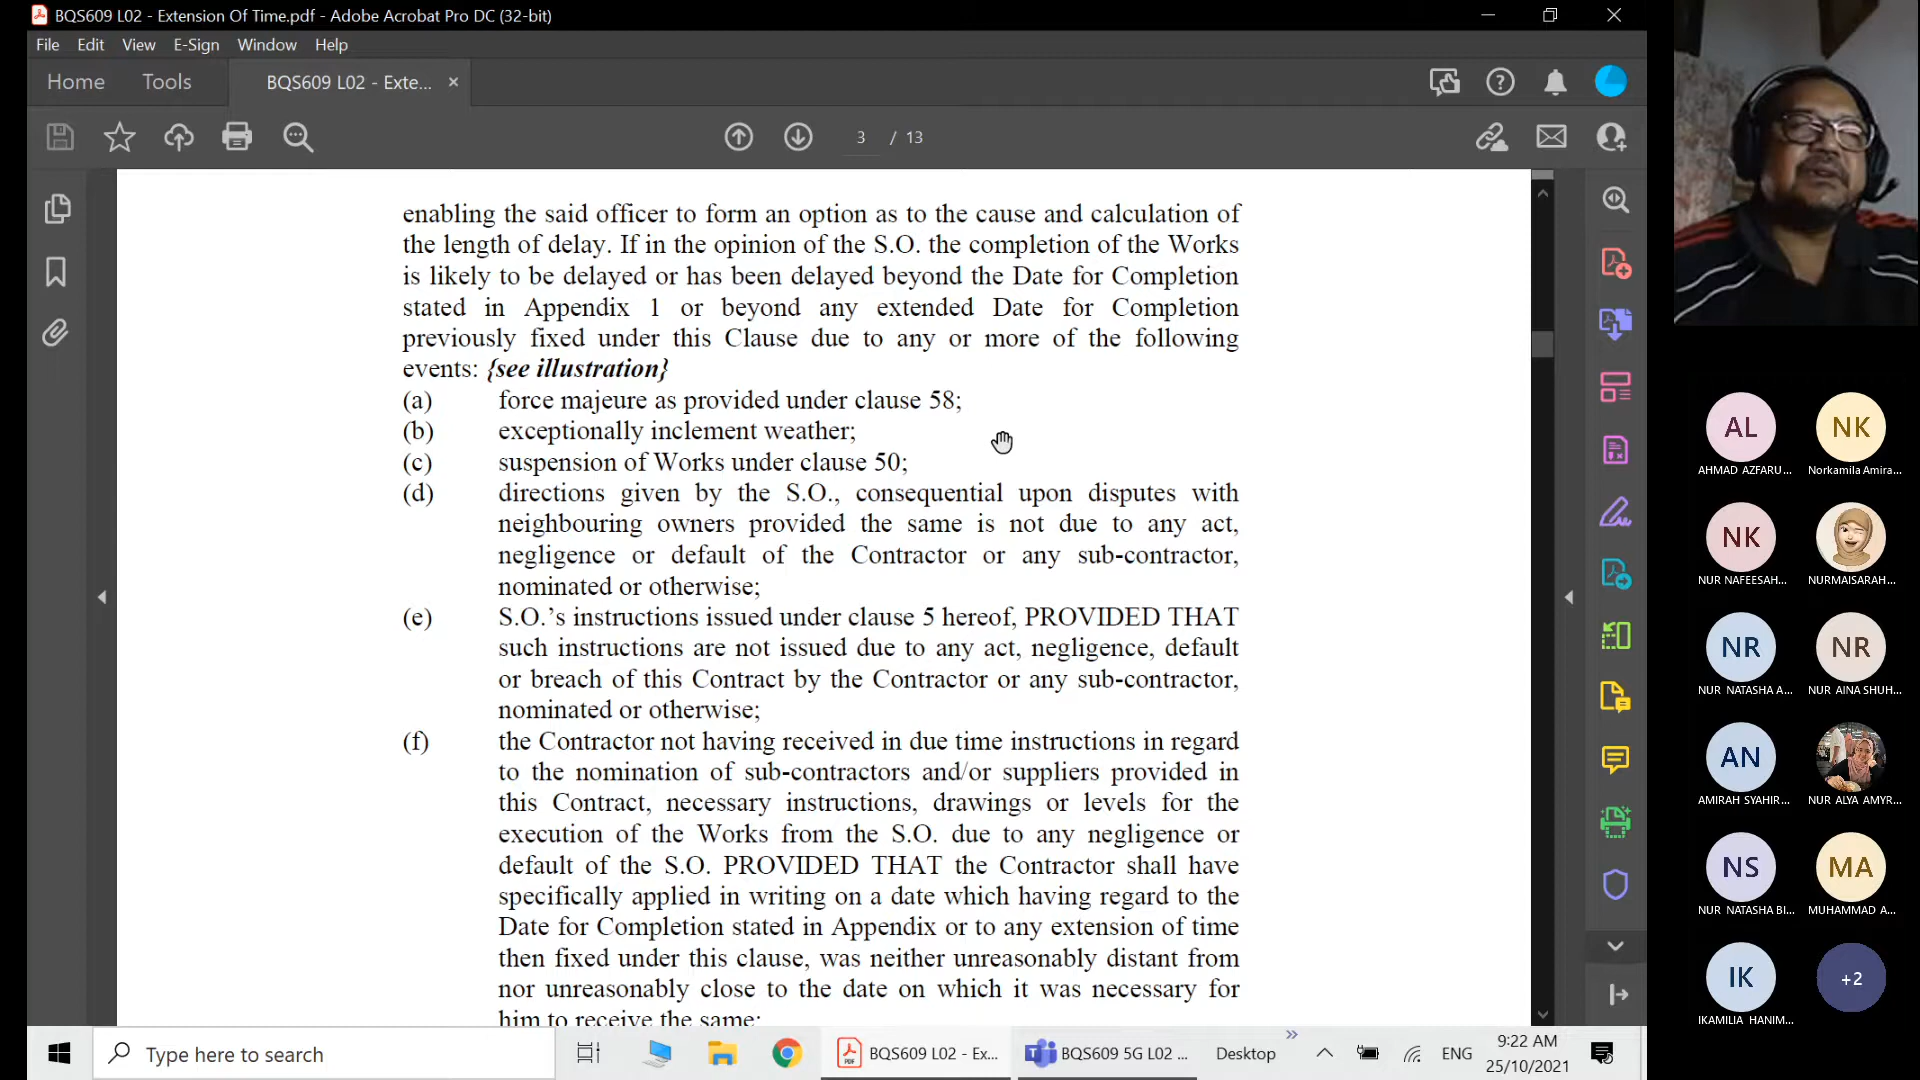 BQS609 L02 - Extension Of Time.pdf - Adobe Acrobat Pro DC (32-bit)
File Edit View E-Sign Window Help
Home Tools BQS609 L02 - Exte... ×
3 / 13
enabling the said officer to form an option as to the cause and calculation of
the length of delay. If in the opinion of the S.O. the completion of the Works
is likely to be delayed or has been delayed beyond the Date for Completion
stated in Appendix 1 or beyond any extended Date for Completion
previously fixed under this Clause due to any or more of the following
events: {see illustration}
(a) force majeure as provided under clause 58;
(b) exceptionally inclement weather;
(c) suspension of Works under clause 50;
(d) directions given by the S.O., consequential upon disputes with
neighbouring owners provided the same is not due to any act,
negligence or default of the Contractor or any sub-contractor,
nominated or otherwise;
(e) S.O.’s instructions issued under clause 5 hereof, PROVIDED THAT
such instructions are not issued due to any act, negligence, default
or breach of this Contract by the Contractor or any sub-contractor,
nominated or otherwise;
(f) the Contractor not having received in due time instructions in regard
to the nomination of sub-contractors and/or suppliers provided in
this Contract, necessary instructions, drawings or levels for the
execution of the Works from the S.O. due to any negligence or
default of the S.O. PROVIDED THAT the Contractor shall have
specifically applied in writing on a date which having regard to the
Date for Completion stated in Appendix or to any extension of time
then fixed under this clause, was neither unreasonably distant from
nor unreasonably close to the date on which it was necessary for
him to receive the same;
AL NK
AHMAD AZFARU... Norkamila Amira...
NK
NUR NAFEESAH... NURMAISARAH...
NR NR
NUR NATASHA A... NUR AINA SHUH...
AN
AMIRAH SYAHIR... NUR ALYA AMYR...
NS MA
NUR NATASHA BI... MUHAMMAD A...
IK +2
IKAMILIA HANIM...
Type here to search
BQS609 L02 - Ex...
BQS609 5G L02 ...
Desktop
ENG
9:22 AM
25/10/2021